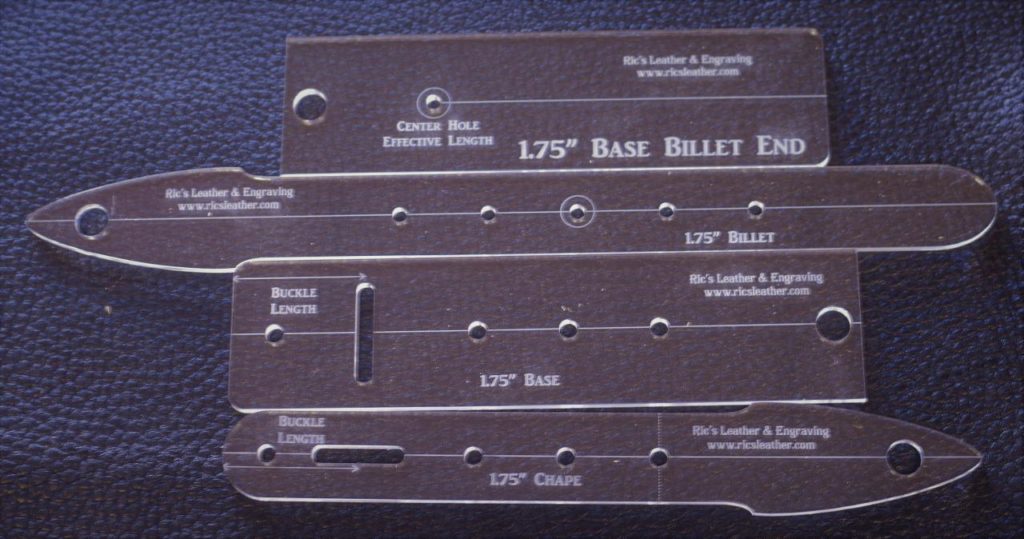 Ric's Leather & Engraving
www.ricsleather.com
Center Hole
Effective Length
1.75" Base Billet End
Ric's Leather & Engraving
www.ricsleather.com
1.75" Billet
Buckle
Length
Ric's Leather & Engraving
www.ricsleather.com
1.75" Base
Buckle
Length
Ric's Leather & Engraving
www.ricsleather.com
1.75" Chape